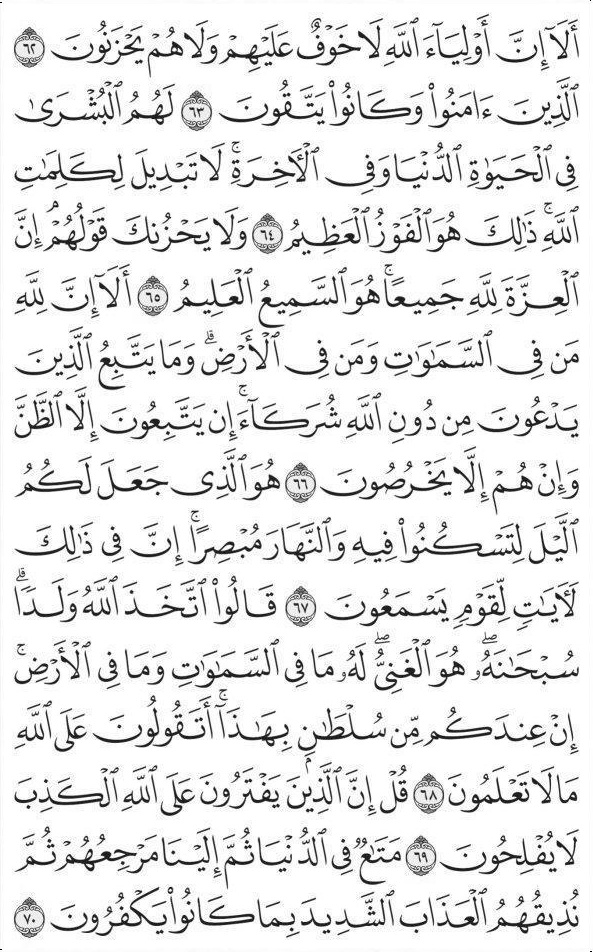 أَلَآ إِنَّ أَوْلِيَآءَ ٱللَّهِ لَا خَوْفٌ عَلَيْهِمْ وَلَا هُمْ يَحْزَنُونَ ٦٢
ٱلَّذِينَ ءَامَنُوا۟ وَكَانُوا۟ يَتَّقُونَ ٦٣ لَهُمُ ٱلْبُشْرَىٰ
فِى ٱلْحَيَوٰةِ ٱلدُّنْيَا وَفِى ٱلْـَٔاخِرَةِ ۚ لَا تَبْدِيلَ لِكَلِمَـٰتِ
ٱللَّهِ ۚ ذَٰلِكَ هُوَ ٱلْفَوْزُ ٱلْعَظِيمُ ٦٤ وَلَا يَحْزُنكَ قَوْلُهُمْ ۘ إِنَّ
ٱلْعِزَّةَ لِلَّهِ جَمِيعًا ۚ هُوَ ٱلسَّمِيعُ ٱلْعَلِيمُ ٦٥ أَلَآ إِنَّ لِلَّهِ
مَن فِى ٱلسَّمَـٰوَٰتِ وَمَن فِى ٱلْأَرْضِ ۗ وَمَا يَتَّبِعُ ٱلَّذِينَ
يَدْعُونَ مِن دُونِ ٱللَّهِ شُرَكَآءَ ۚ إِن يَتَّبِعُونَ إِلَّا ٱلظَّنَّ
وَإِنْ هُمْ إِلَّا يَخْرُصُونَ ٦٦ هُوَ ٱلَّذِى جَعَلَ لَكُمُ
ٱلَّيْلَ لِتَسْكُنُوا۟ فِيهِ وَٱلنَّهَارَ مُبْصِرًا ۚ إِنَّ فِى ذَٰلِكَ
لَـَٔايَـٰتٍ لِّقَوْمٍ يَسْمَعُونَ ٦٧ قَالُوا۟ ٱتَّخَذَ ٱللَّهُ وَلَدًا ۗ
سُبْحَـٰنَهُۥ ۖ هُوَ ٱلْغَنِىُّ ۖ لَهُۥ مَا فِى ٱلسَّمَـٰوَٰتِ وَمَا فِى ٱلْأَرْضِ ۚ
إِنْ عِندَكُم مِّن سُلْطَـٰنٍۭ بِهَـٰذَآ ۚ أَتَقُولُونَ عَلَى ٱللَّهِ
مَا لَا تَعْلَمُونَ ٦٨ قُلْ إِنَّ ٱلَّذِينَ يَفْتَرُونَ عَلَى ٱللَّهِ ٱلْكَذِبَ
لَا يُفْلِحُونَ ٦٩ مَتَـٰعٌ فِى ٱلدُّنْيَا ثُمَّ إِلَيْنَا مَرْجِعُهُمْ ثُمَّ
نُذِيقُهُمُ ٱلْعَذَابَ ٱلشَّدِيدَ بِمَا كَانُوا۟ يَكْفُرُونَ ٧٠